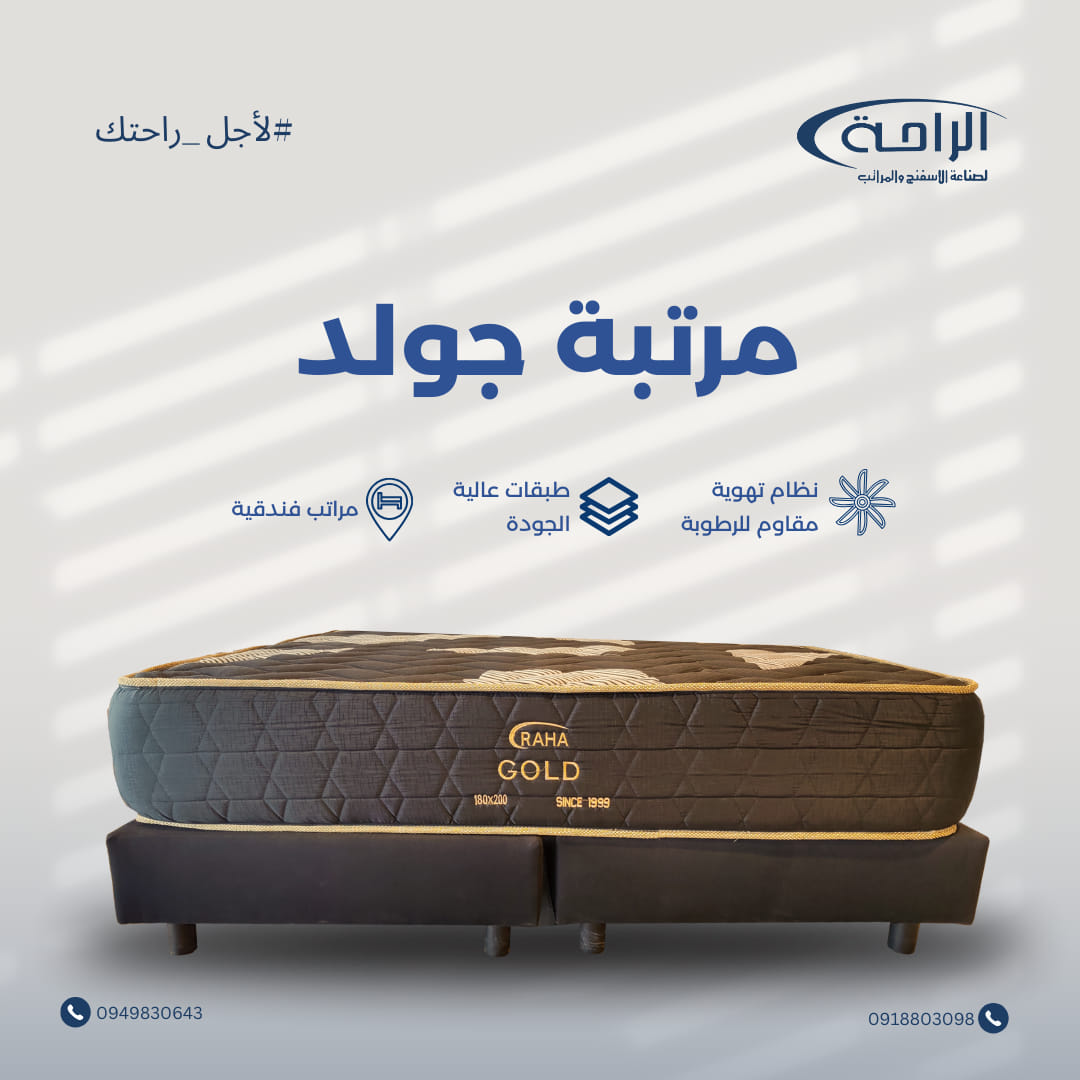 الراحة
لصناعة الاسفنج والمراتب
#لأجل_راحتك
مرتبة جولد
نظام تهوية
مقاوم للرطوبة
طبقات عالية
الجودة
مراتب فندقية
RAHA
GOLD
180x200 SINCE 1999
0949830643
0918803098